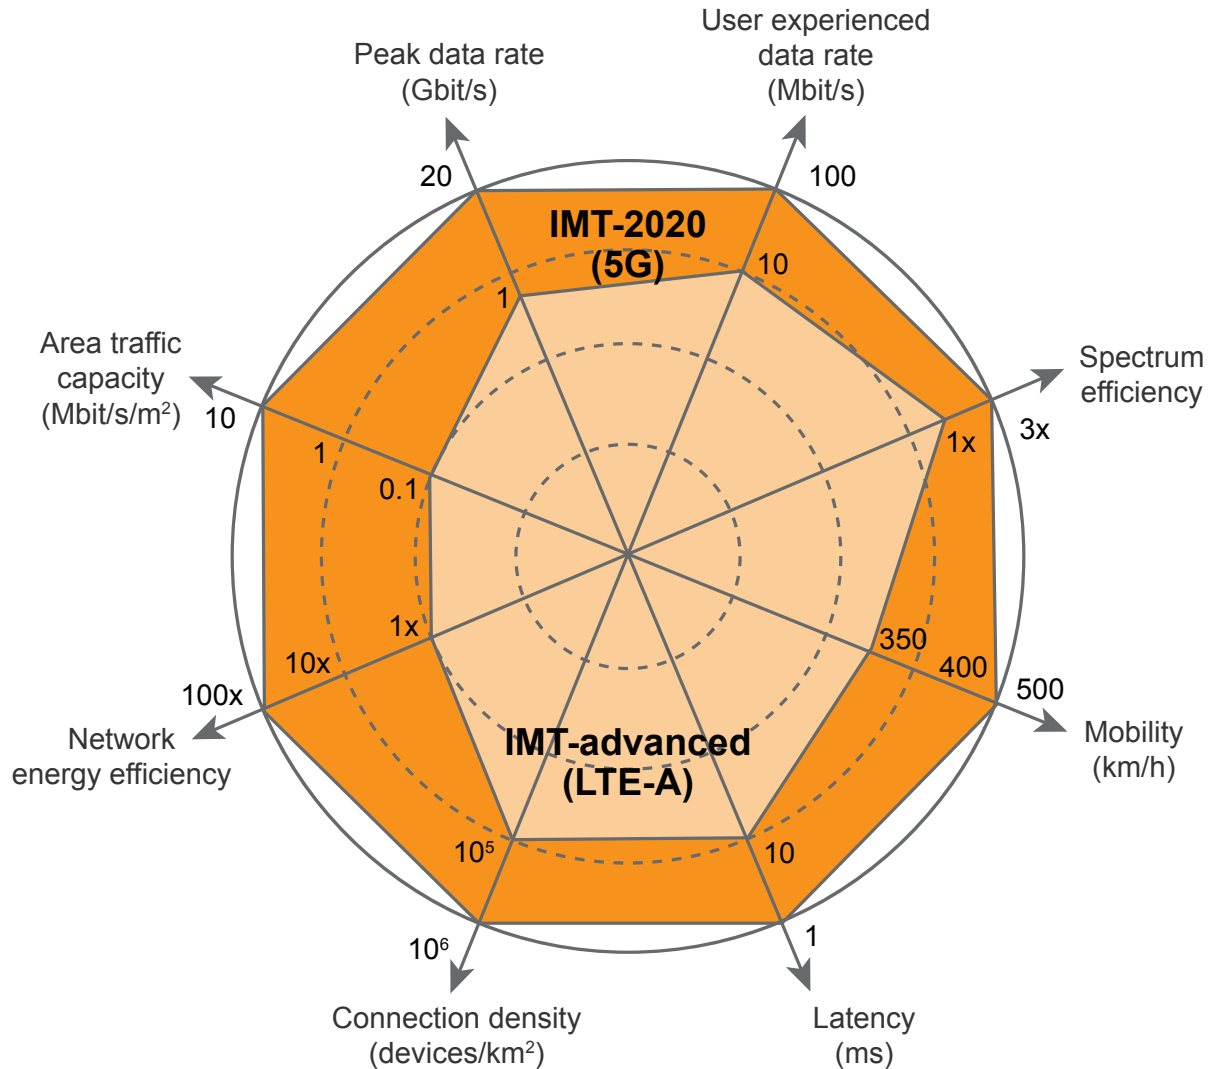 User experienced
data rate
(Mbit/s)
Peak data rate
(Gbit/s)
20
100
IMT-2020
(5G)
10
1
Area traffic
capacity
(Mbit/s/m²)
10
1
0.1
Spectrum
efficiency
3x
1x
1x
10x
100x
Network
energy efficiency
350
400
500
Mobility
(km/h)
IMT-advanced
(LTE-A)
10⁵
10⁶
10
1
Connection density
(devices/km²)
Latency
(ms)